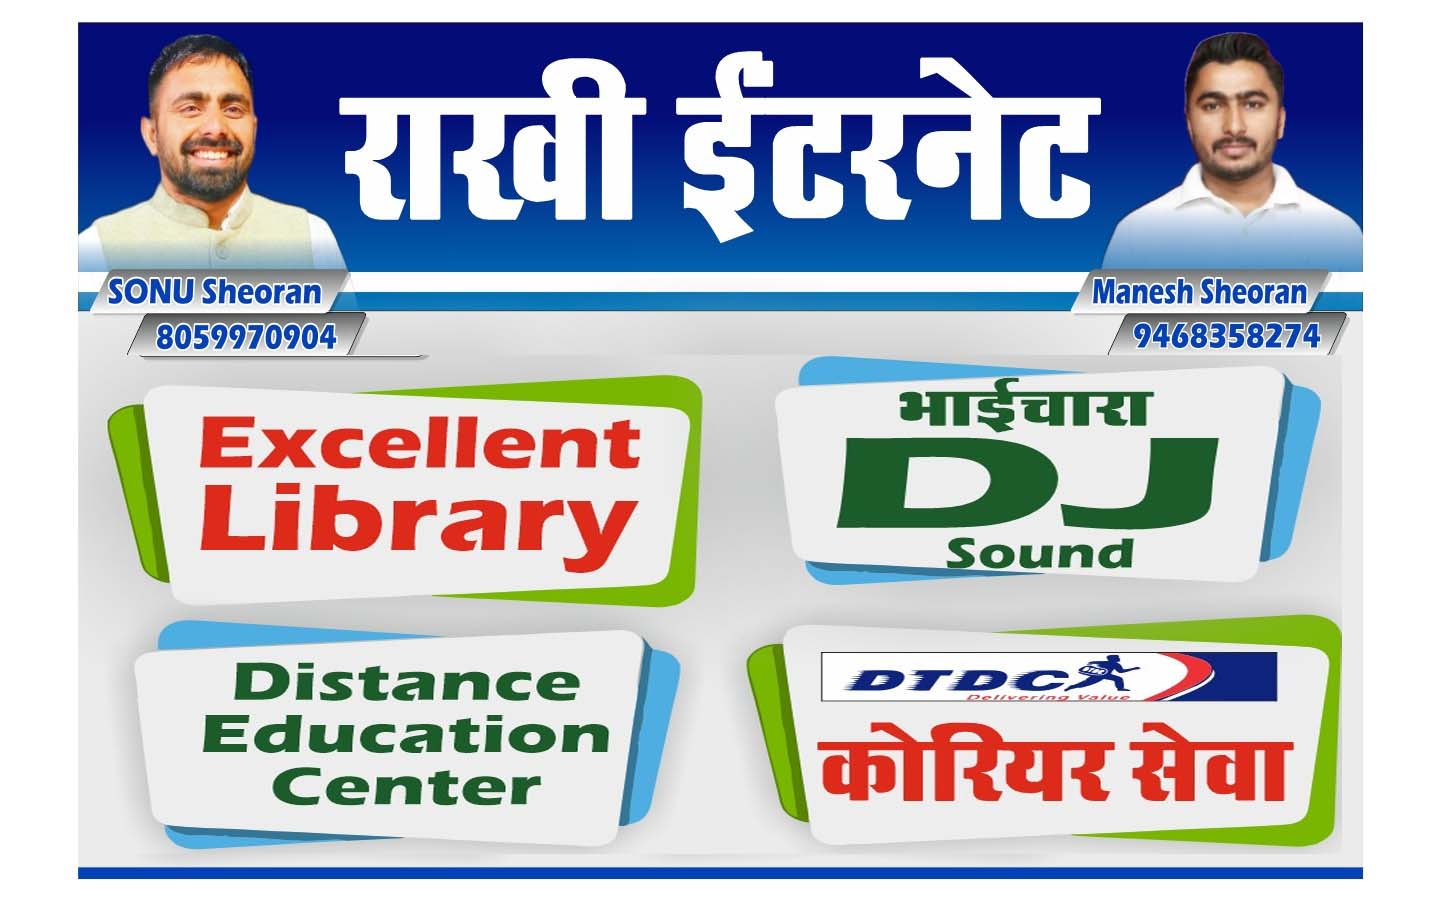 राखी ईंटरनेट
SONU Sheoran
8059970904
Manesh Sheoran
9468358274
Excellent
Library
भाईचारा
DJ
Sound
Distance
Education
Center
DTDC
DTDC
Delivering Value
कोरियर सेवा